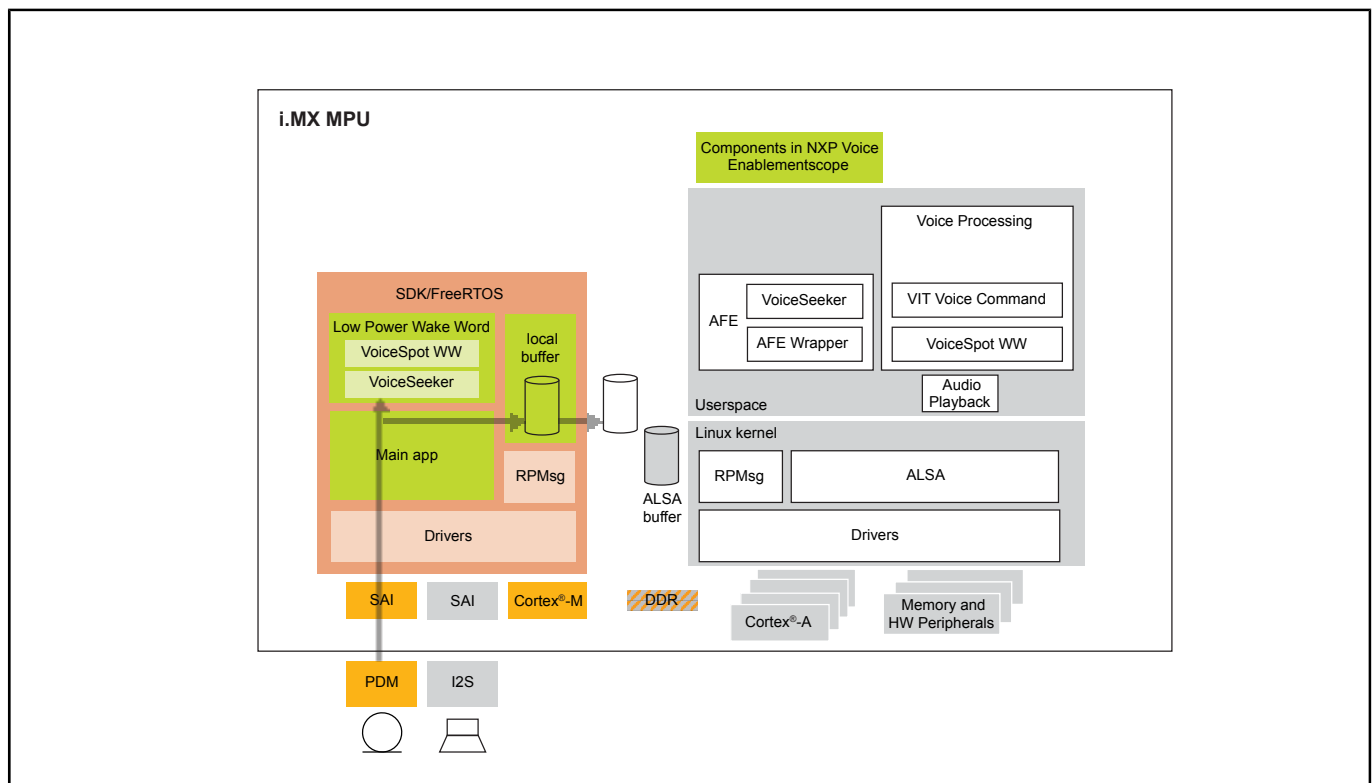 i.MX MPU
Components in NXP Voice
Enablementscope
Voice Processing
SDK/FreeRTOS
Low Power Wake Word
VoiceSpot WW
VoiceSeeker
local
buffer
Main app
RPMsg
Drivers
AFE
VoiceSeeker
AFE Wrapper
VIT Voice Command
VoiceSpot WW
Audio
Playback
Userspace
Linux kernel
RPMsg
ALSA
Drivers
ALSA
buffer
SAI
SAI
Cortex®-M
DDR
Cortex®-A
Memory and
HW Peripherals
PDM
I2S